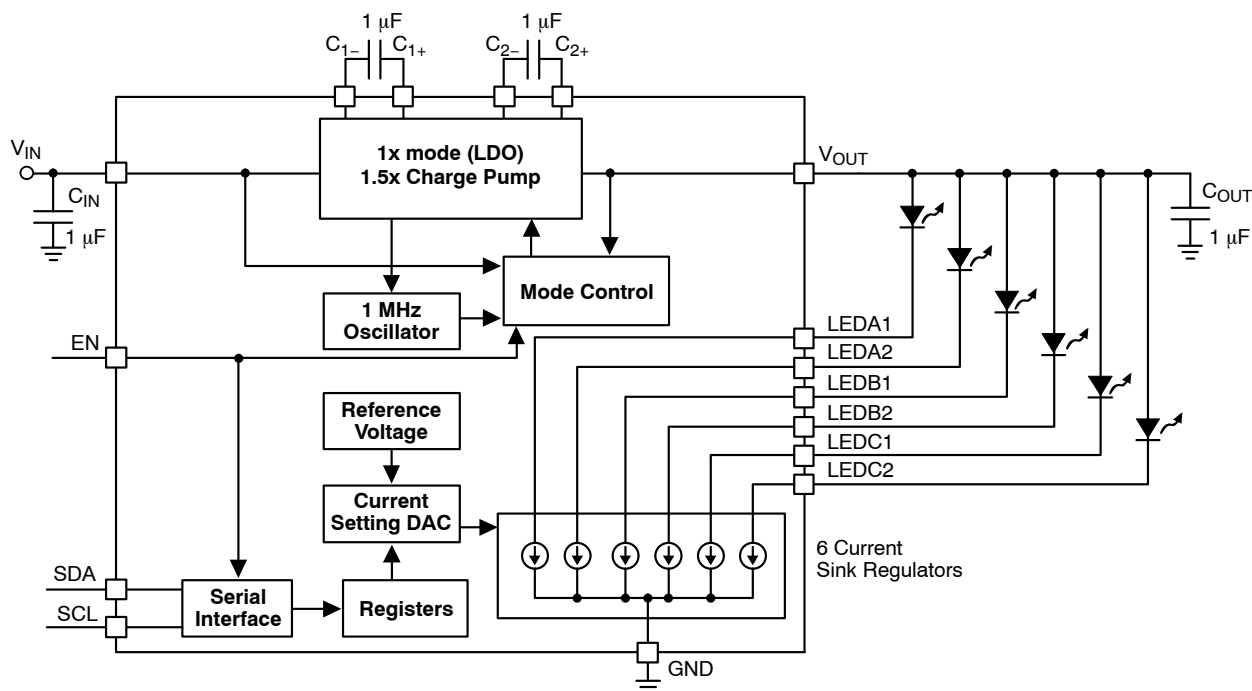 1 μF
1 μF
C1−
C1+
C2−
C2+
VIN
CIN
1 μF
1x mode (LDO)
1.5x Charge Pump
VOUT
COUT
1 μF
Mode Control
1 MHz
Oscillator
EN
LEDA1
LEDA2
LEDB1
LEDB2
LEDC1
LEDC2
Reference
Voltage
Current
Setting DAC
6 Current
Sink Regulators
SDA
SCL
Serial
Interface
Registers
GND